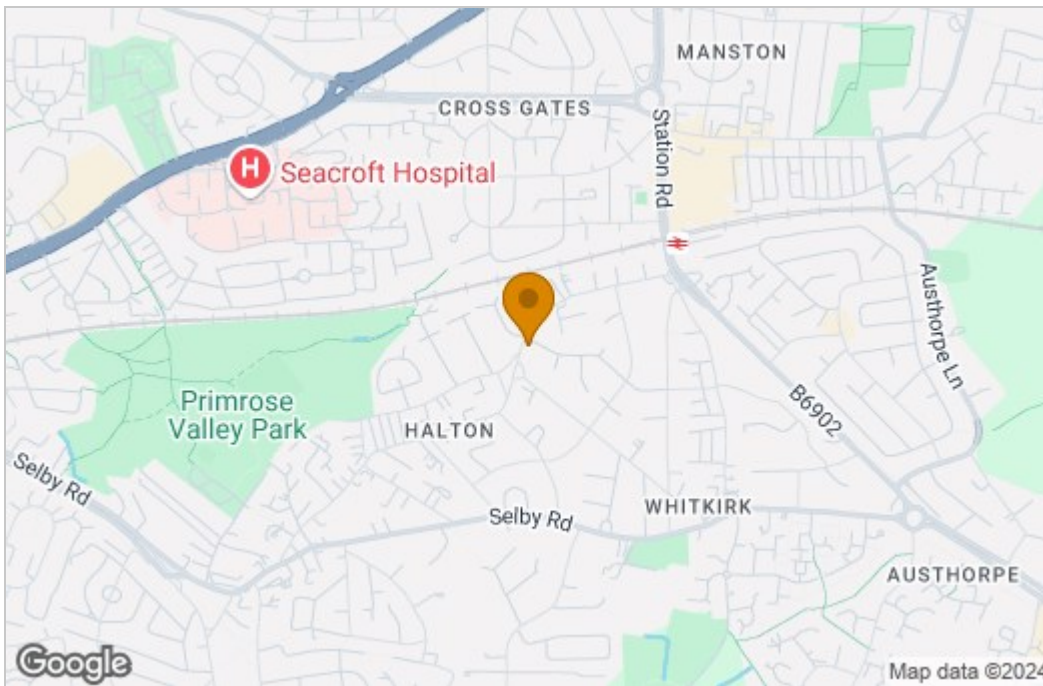 MANSTON
CROSS GATES
Station Rd
H
Seacroft Hospital
Austhorpe Ln
Primrose
Valley Park
HALTON
B6902
Selby Rd
Selby Rd
WHITKIRK
AUSTHORPE
Google
Map data ©2024